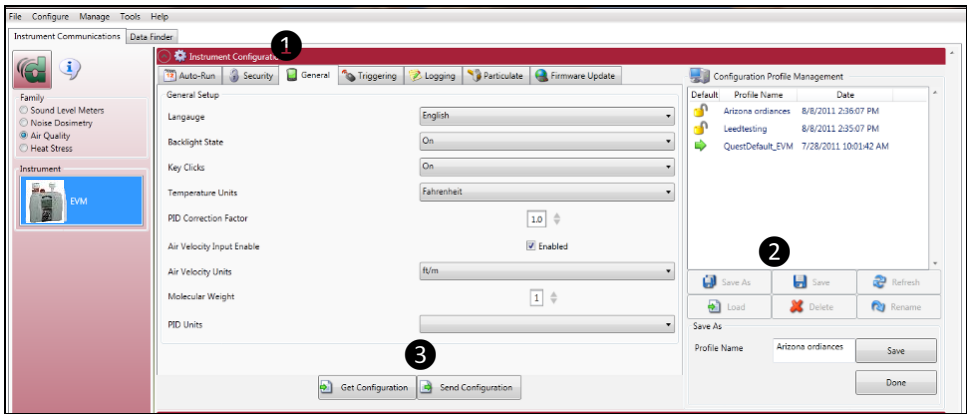 File Configure Manage Tools Help
Instrument Communications Data Finder
1
Instrument Configuration
Auto-Run Security General Triggering Logging Particulate Firmware Update
General Setup
Langauge English
Backlight State On
Key Clicks On
Temperature Units Fahrenheit
PID Correction Factor 1.0
Air Velocity Input Enable Enabled
Air Velocity Units ft/m
Molecular Weight 1
PID Units
3
Get Configuration Send Configuration
Family
Sound Level Meters
Noise Dosimetry
Air Quality
Heat Stress
Instrument
EVM
Configuration Profile Management
Default Profile Name Date
Arizona ordiances 8/8/2011 2:36:07 PM
Leedtesting 8/8/2011 2:35:07 PM
QuestDefault_EVM 7/28/2011 10:01:42 AM
2
Save As Save Refresh
Load Delete Rename
Save As
Profile Name Arizona ordiances Save
Done